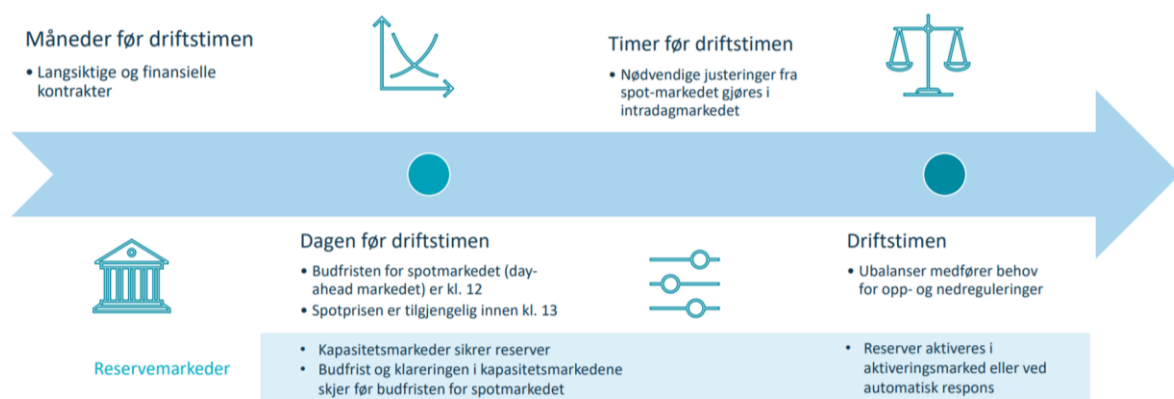 Måneder før driftstimen
• Langsiktige og finansielle
kontrakter
Timer før driftstimen
• Nødvendige justeringer fra
spot-markedet gjøres i
intradagmarkedet
Dagen før driftstimen
• Budfristen for spotmarkedet (day-
ahead markedet) er kl. 12
• Spotprisen er tilgjengelig innen kl. 13
Driftstimen
• Ubalanser medfører behov
for opp- og nedreguleringer
Reservemarkeder
• Kapasitetsmarkeder sikrer reserver
• Budfrist og klareringen i kapasitetsmarkedene
skjer før budfristen for spotmarkedet
• Reserver aktiveres i
aktiveringsmarked eller ved
automatisk respons